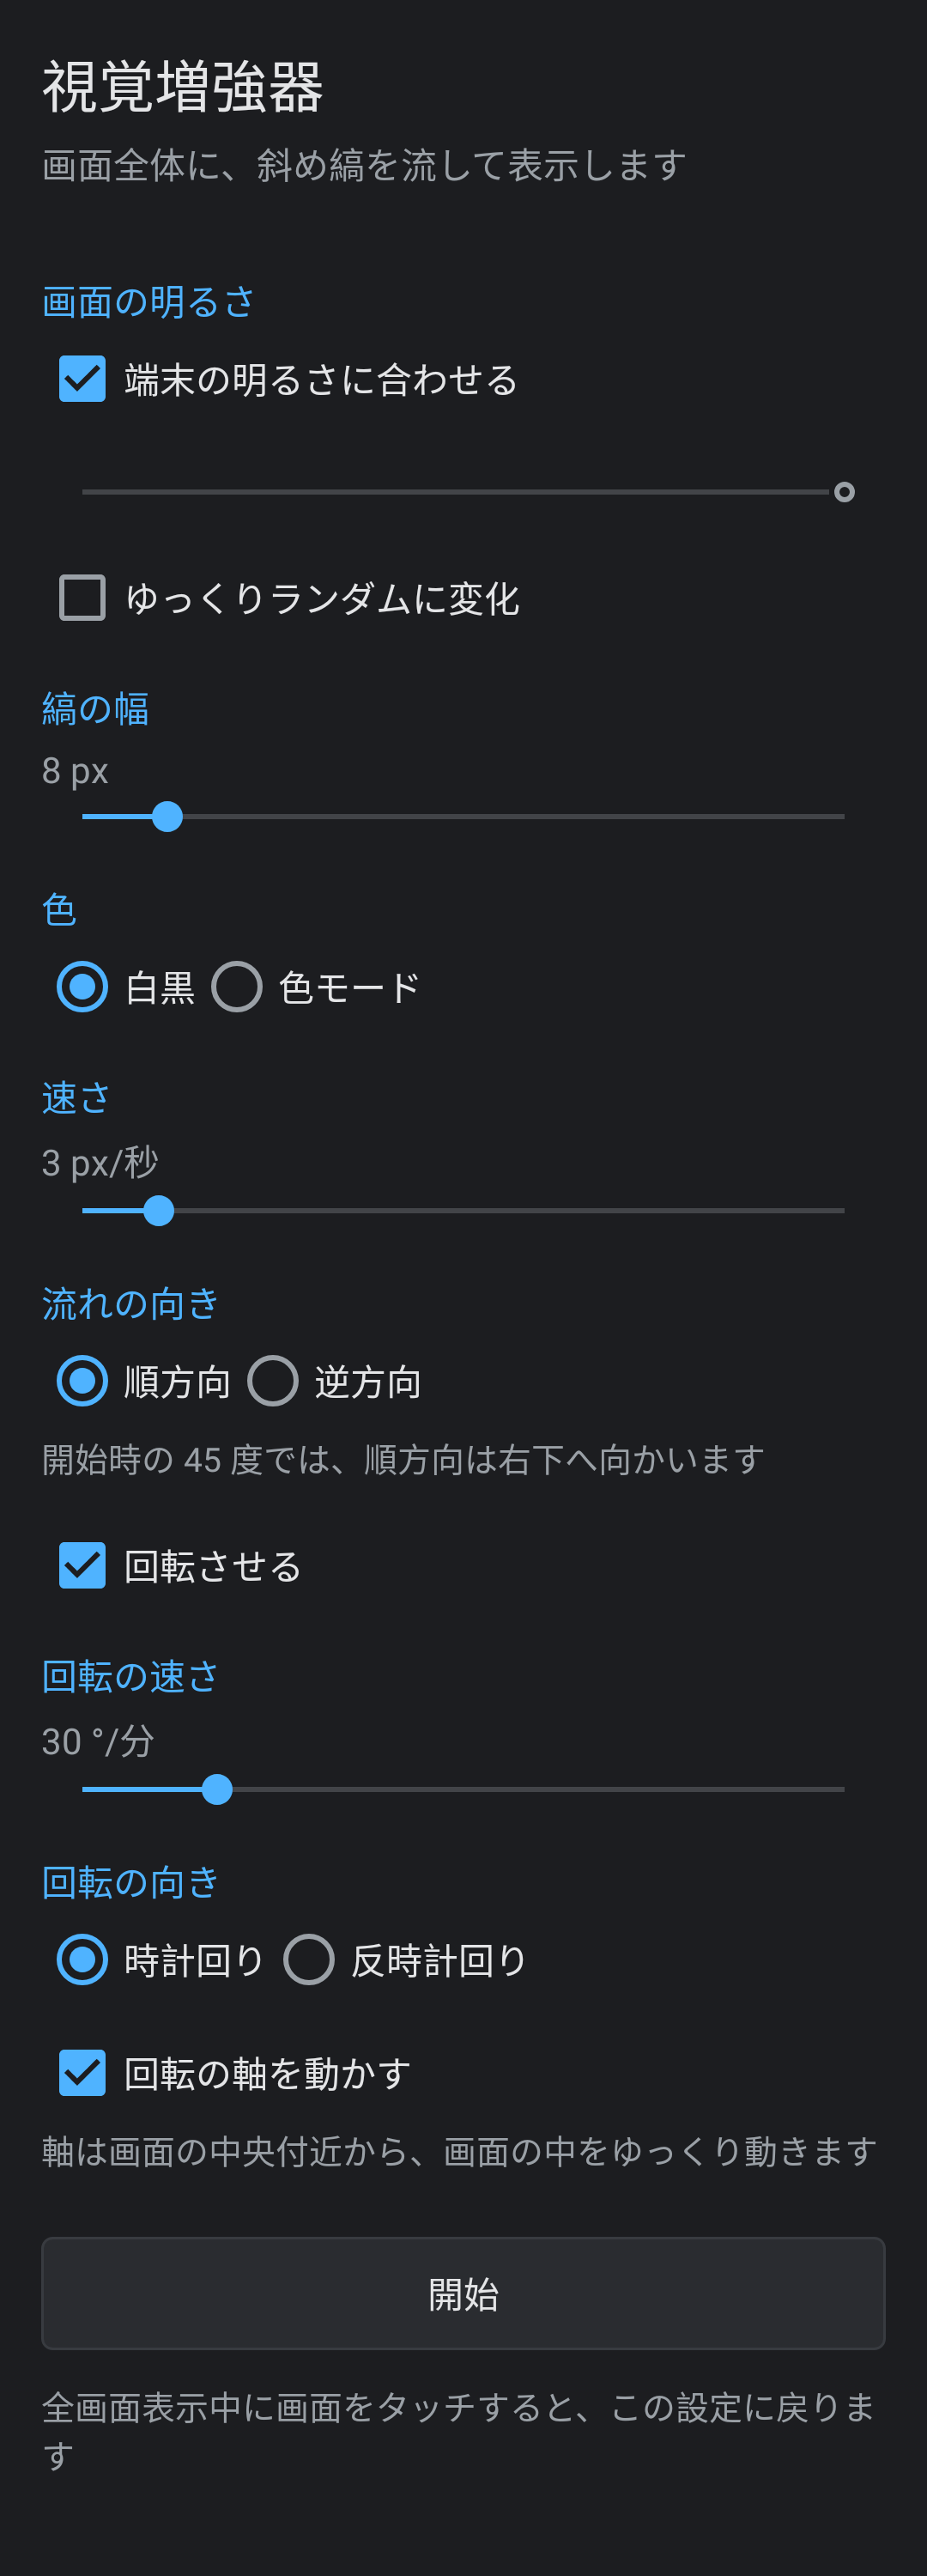 視覚増強器
画面全体に、斜め縞を流して表示します
画面の明るさ
端末の明るさに合わせる
ゆっくりランダムに変化
縞の幅
8 px
色
白黒 色モード
速さ
3 px/秒
流れの向き
順方向 逆方向
開始時の 45 度では、順方向は右下へ向かいます
回転させる
回転の速さ
30 °/分
回転の向き
時計回り 反時計回り
回転の軸を動かす
軸は画面の中央付近から、画面の中をゆっくり動きます
開始
全画面表示中に画面をタッチすると、この設定に戻りま
す